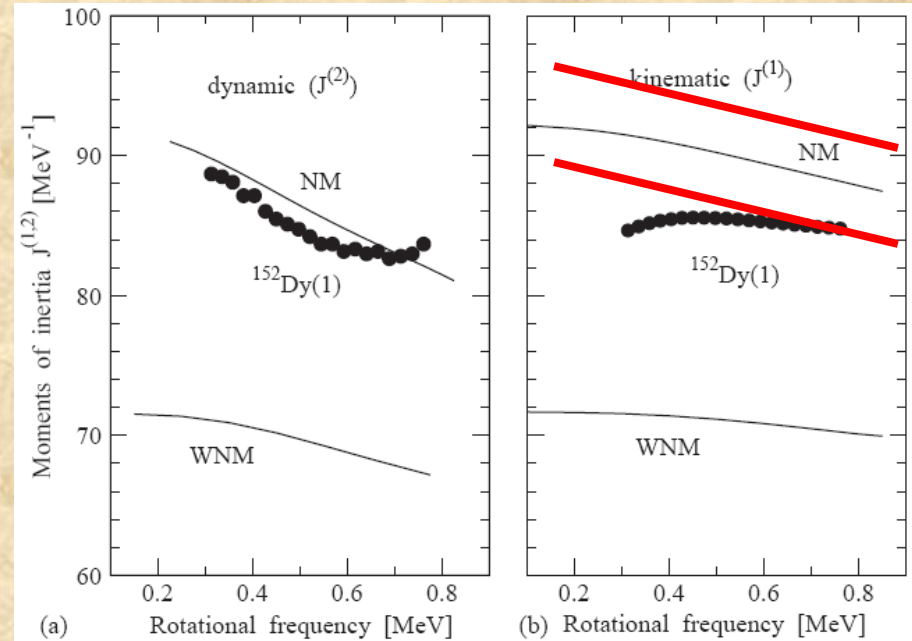 100
90
80
70
60
Moments of inertia J^(1,2) [MeV^-1]
dynamic (J^(2))
NM
^152Dy(1)
WNM
0.2 0.4 0.6 0.8
(a) Rotational frequency [MeV]
kinematic (J^(1))
NM
^152Dy(1)
WNM
0.2 0.4 0.6 0.8
(b) Rotational frequency [MeV]